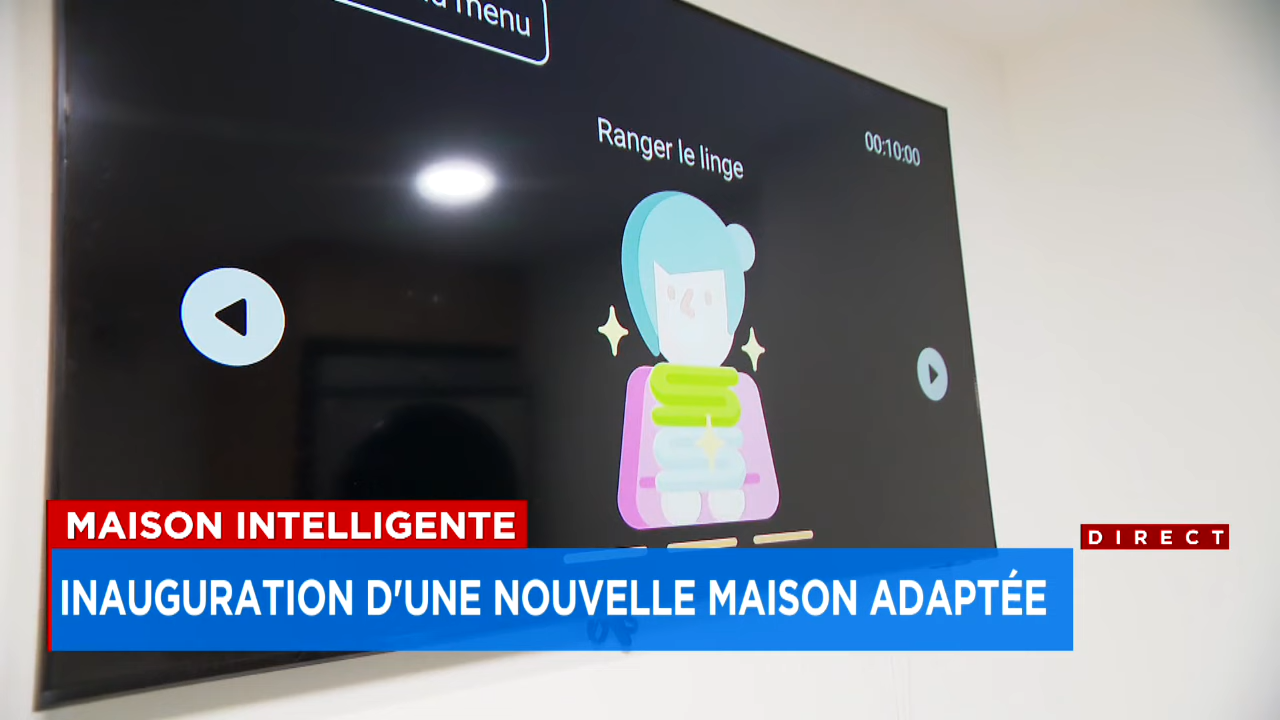 menu
Ranger le linge
00:10:00
MAISON INTELLIGENTE
INAUGURATION D'UNE NOUVELLE MAISON ADAPTÉE
DIRECT